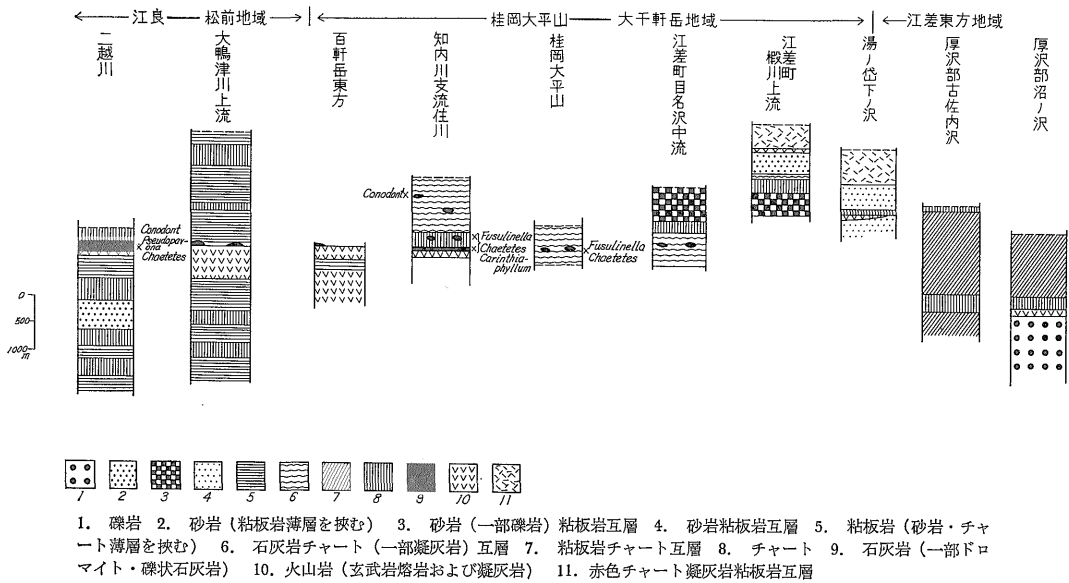 江良 — 松前地域
桂岡大平山 — 大千軒岳地域
江差東方地域
二越川
大鴨津川上流
百軒岳東方
知内川支流住川
桂岡大平山
江差町目名沢中流
江差町椴川上流
湯ノ岱下ノ沢
厚沢部古佐内沢
厚沢部沼ノ沢
Conodont
Pseudopav-
ona
Chaetetes
Conodont
Fusulinella
Chaetetes
Carinthia-
phyllum
Fusulinella
Chaetetes
0
500
1000
m
1 2 3 4 5 6 7 8 9 10 11
1. 礫岩 2. 砂岩(粘板岩薄層を挾む) 3. 砂岩(一部礫岩)粘板岩互層 4. 砂岩粘板岩互層 5. 粘板岩(砂岩・チャ
ート薄層を挾む) 6. 石灰岩チャート(一部凝灰岩)互層 7. 粘板岩チャート互層 8. チャート 9. 石灰岩(一部ドロ
マイト・礫状石灰岩) 10. 火山岩(玄武岩熔岩および凝灰岩) 11. 赤色チャート凝灰岩粘板岩互層